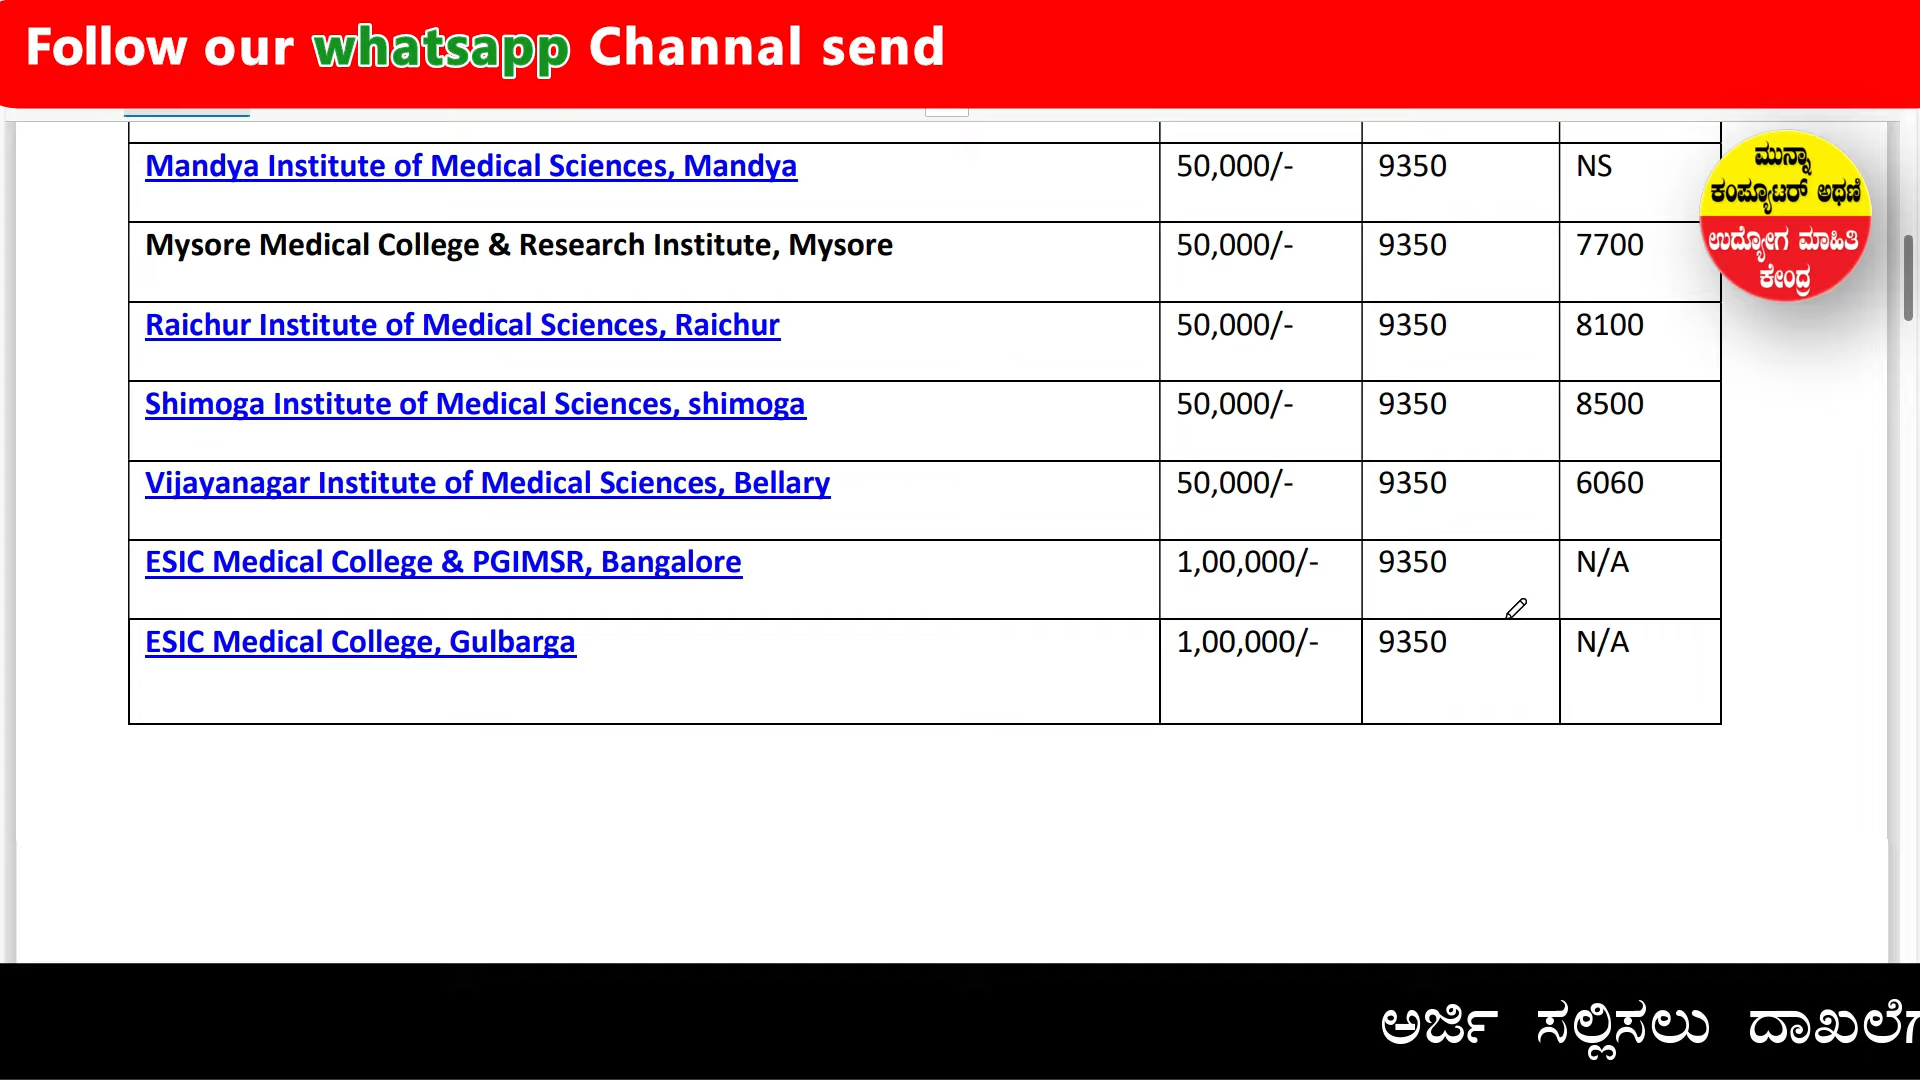 Follow our whatsapp Channal send
Mandya Institute of Medical Sciences, Mandya 50,000/- 9350 NS
Mysore Medical College & Research Institute, Mysore 50,000/- 9350 7700
Raichur Institute of Medical Sciences, Raichur 50,000/- 9350 8100
Shimoga Institute of Medical Sciences, shimoga 50,000/- 9350 8500
Vijayanagar Institute of Medical Sciences, Bellary 50,000/- 9350 6060
ESIC Medical College & PGIMSR, Bangalore 1,00,000/- 9350 N/A
ESIC Medical College, Gulbarga 1,00,000/- 9350 N/A
ಮುನ್ನಾ
ಕಂಪ್ಯೂಟರ್ ಅಥಣಿ
ಉದ್ಯೋಗ ಮಾಹಿತಿ
ಕೇಂದ್ರ
ಅರ್ಜಿ ಸಲ್ಲಿಸಲು